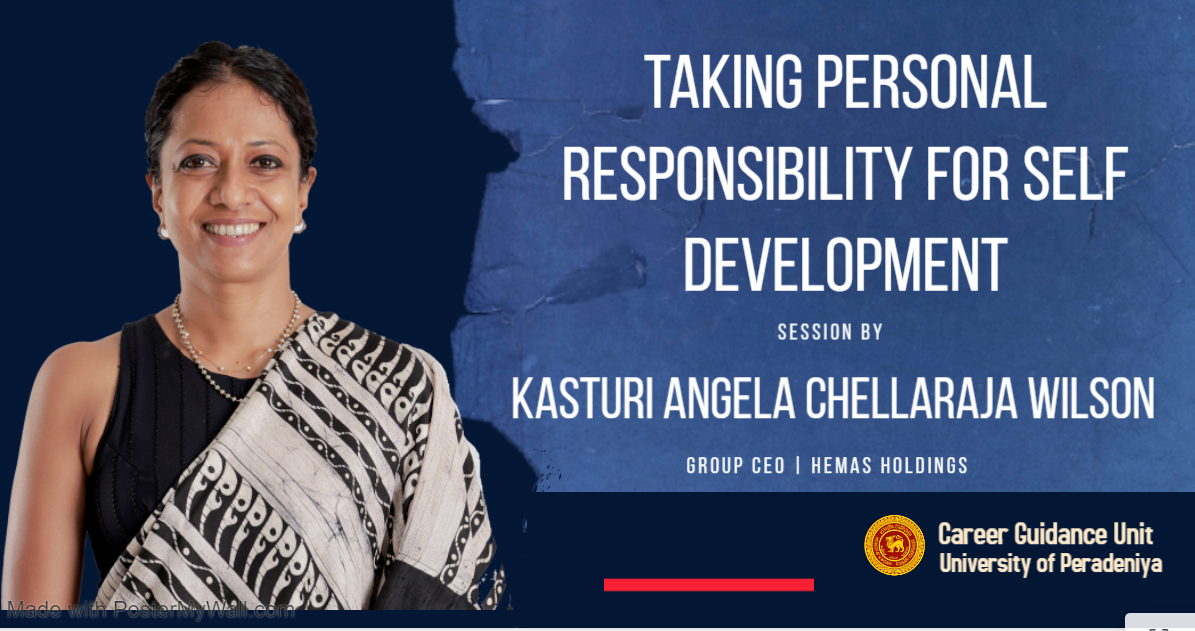 TAKING PERSONAL
RESPONSIBILITY FOR SELF
DEVELOPMENT
SESSION BY
KASTURI ANGELA CHELLARAJA WILSON
GROUP CEO | HEMAS HOLDINGS
Career Guidance Unit
University of Peradeniya
Made with PosterMyWall.com